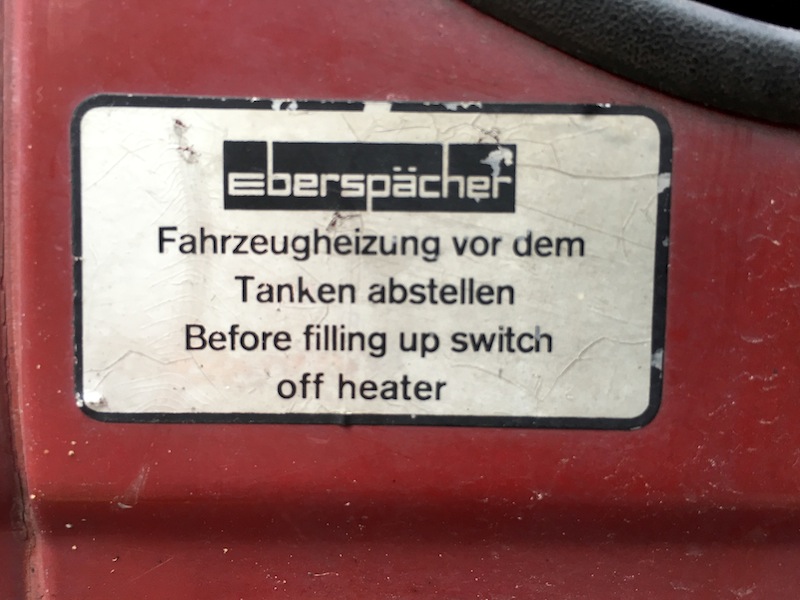 eberspächer
Fahrzeugheizung vor dem
Tanken abstellen
Before filling up switch
off heater